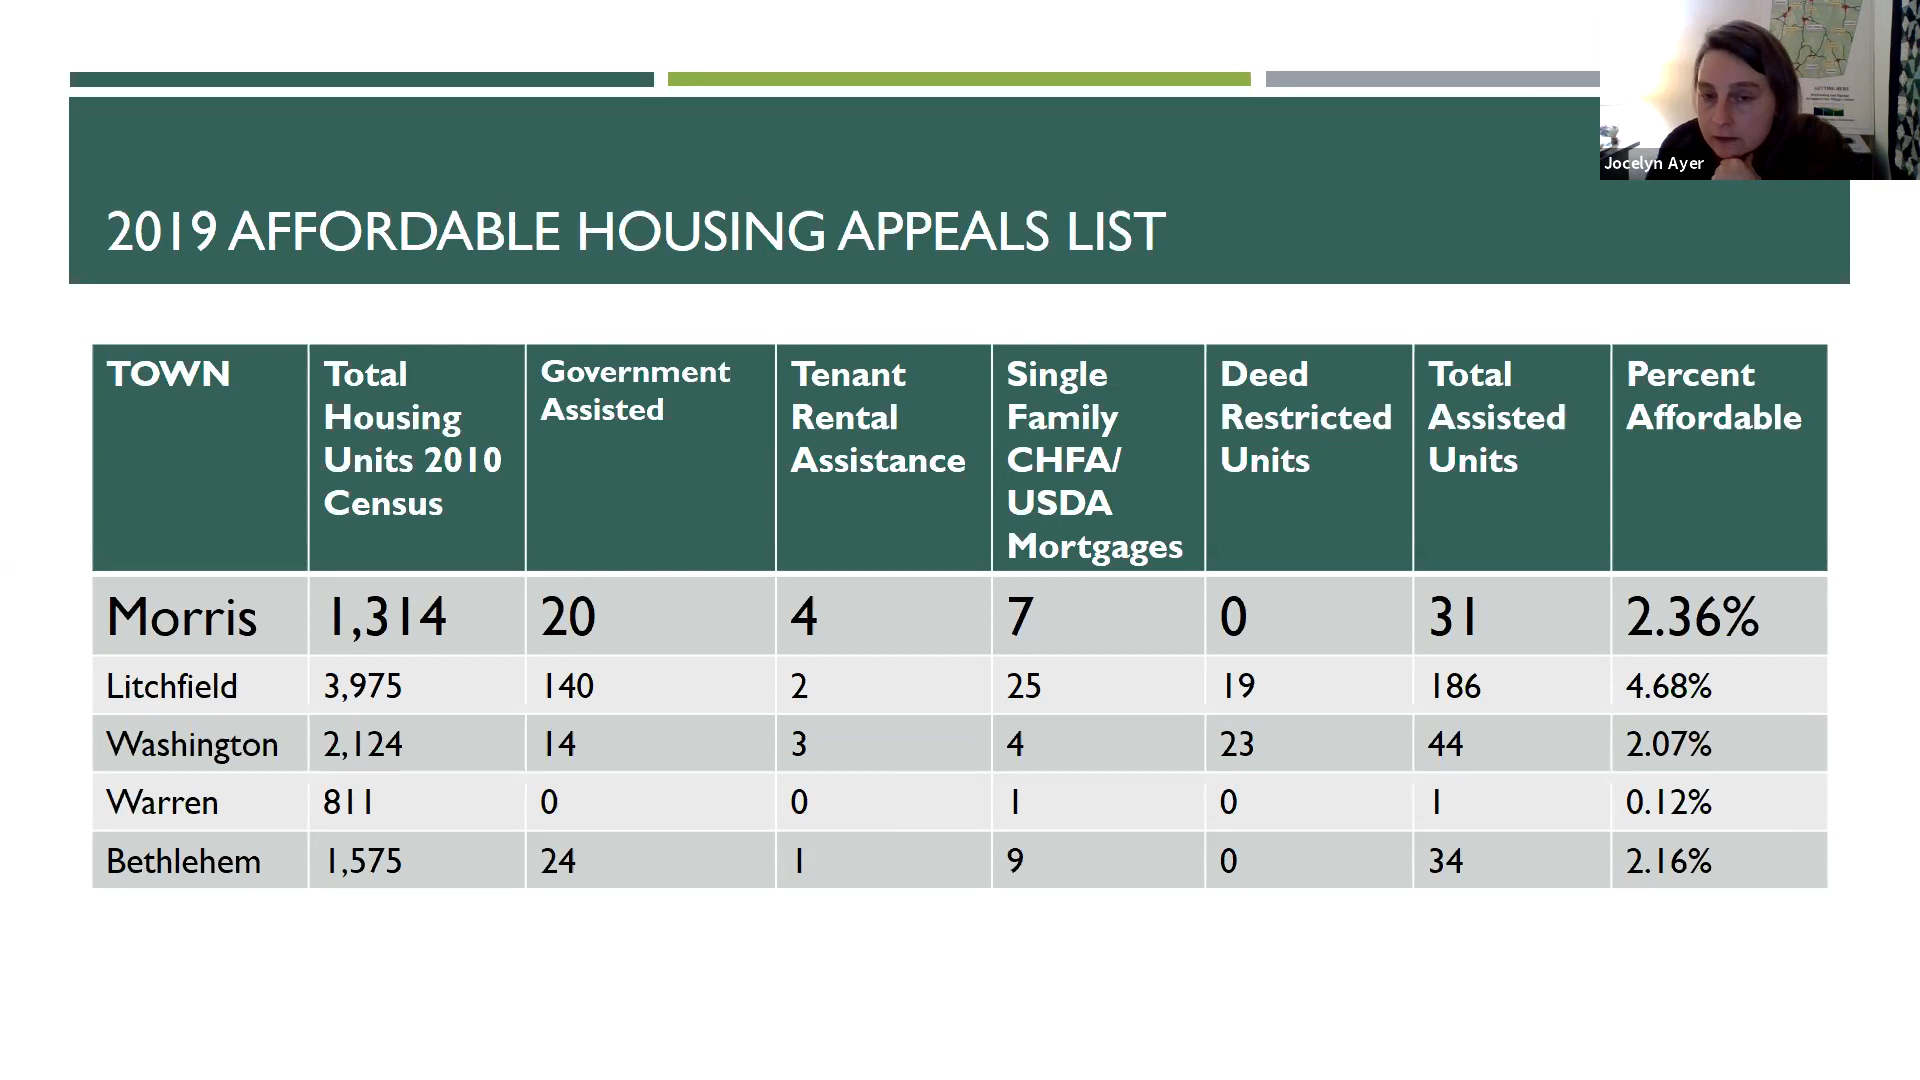 Jocelyn Ayer
2019 AFFORDABLE HOUSING APPEALS LIST
TOWN
Total
Housing
Units 2010
Census
Government
Assisted
Tenant
Rental
Assistance
Single
Family
CHFA/
USDA
Mortgages
Deed
Restricted
Units
Total
Assisted
Units
Percent
Affordable
Morris 1,314 20 4 7 0 31 2.36%
Litchfield 3,975 140 2 25 19 186 4.68%
Washington 2,124 14 3 4 23 44 2.07%
Warren 811 0 0 1 0 1 0.12%
Bethlehem 1,575 24 1 9 0 34 2.16%